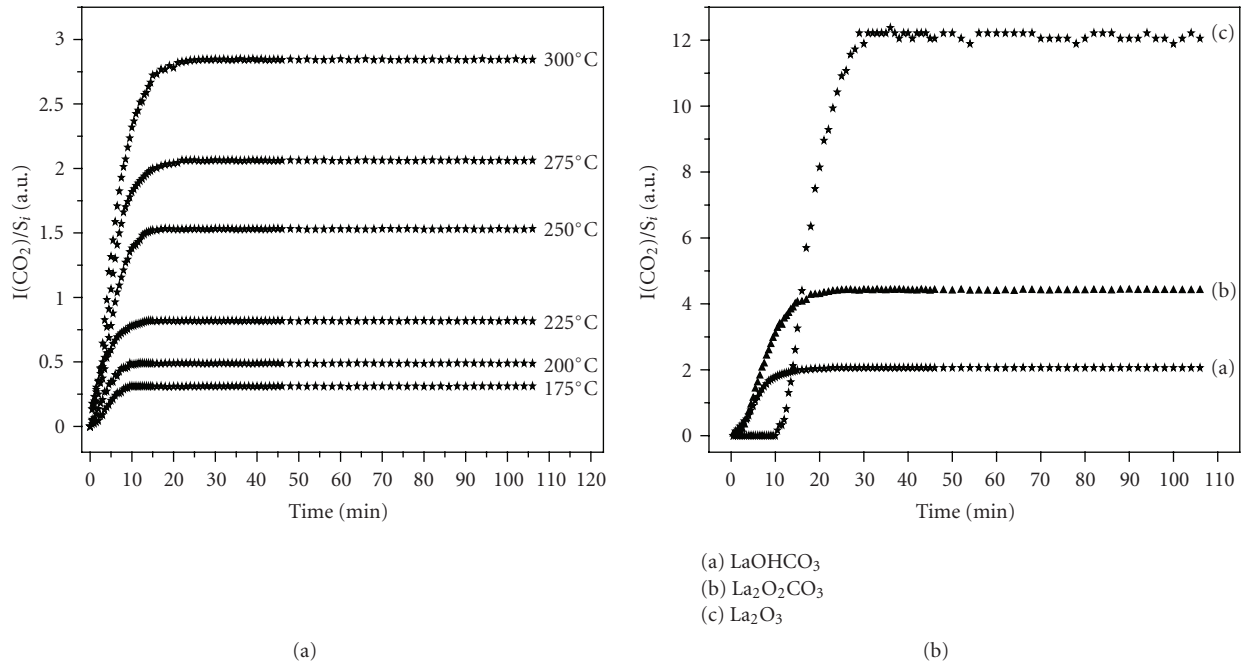 3
2.5
2
1.5
1
0.5
0
I(CO₂)/Sᵢ (a.u.)
300°C
275°C
250°C
225°C
200°C
175°C
0 10 20 30 40 50 60 70 80 90 100 110 120
Time (min)
(a)
12
10
8
6
4
2
0
I(CO₂)/Sᵢ (a.u.)
(c)
(b)
(a)
0 10 20 30 40 50 60 70 80 90 100 110
Time (min)
(a) LaOHCO₃
(b) La₂O₂CO₃
(c) La₂O₃
(b)